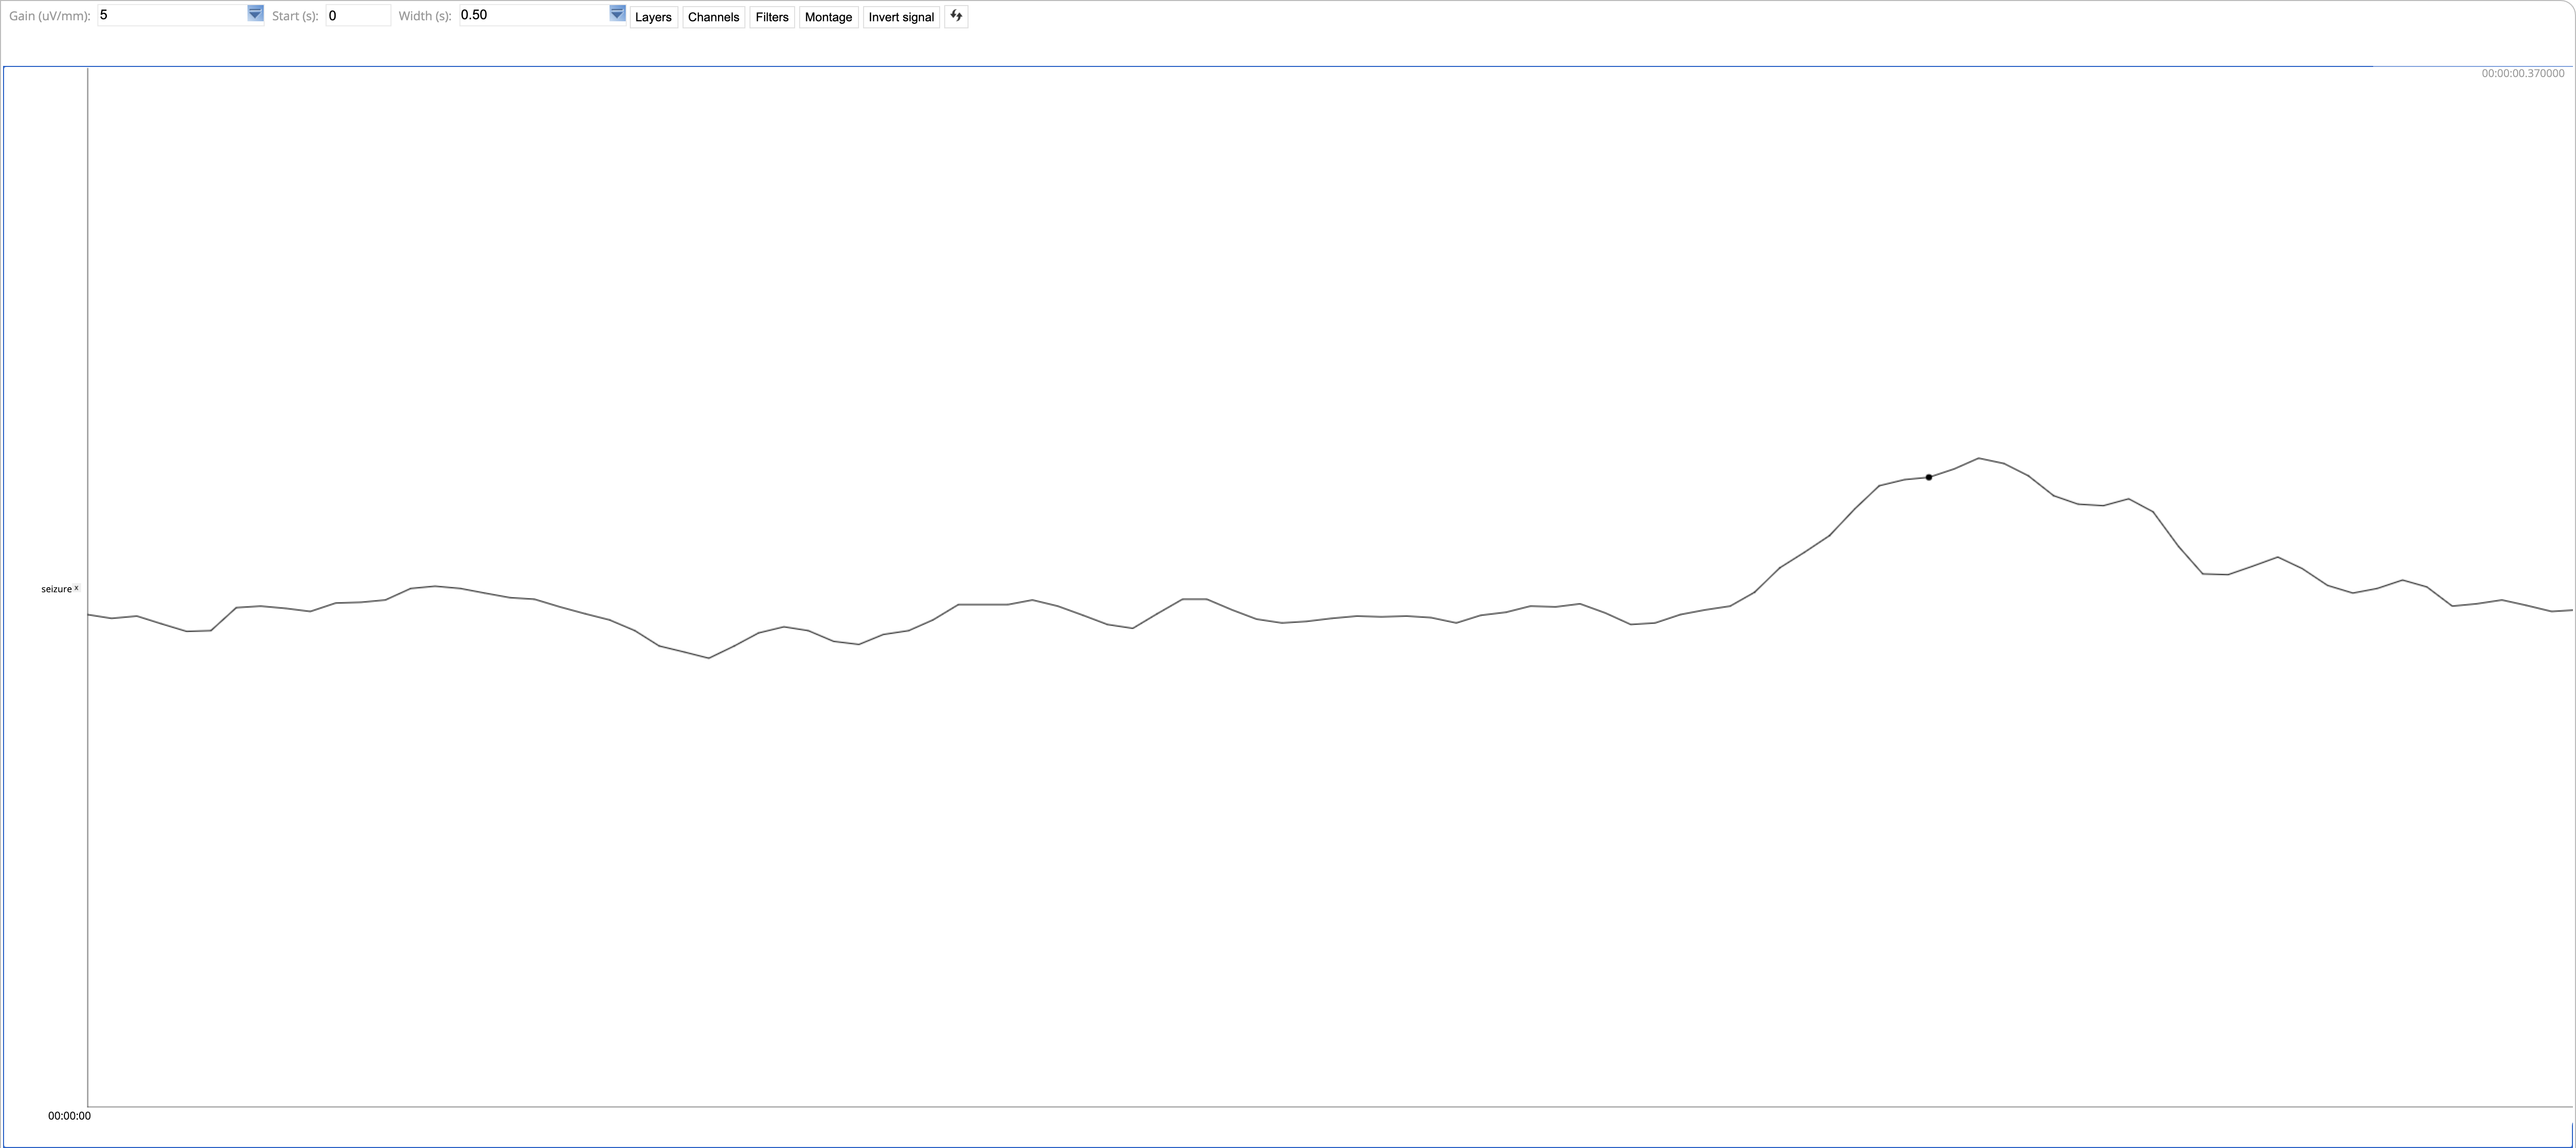 Gain (uV/mm): 5 Start (s): 0 Width (s): 0.50 Layers Channels Filters Montage Invert signal
00:00:00.370000
seizure x
00:00:00